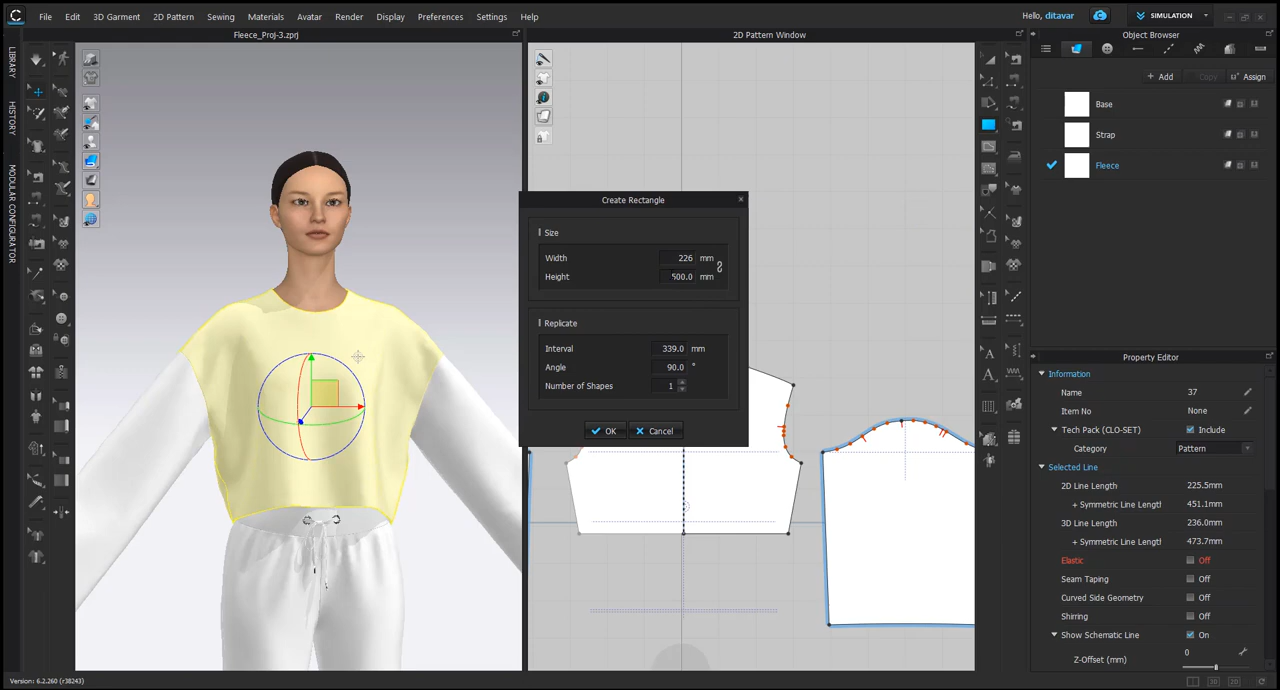 File Edit 3D Garment 2D Pattern Sewing Materials Avatar Render Display Preferences Settings Help
Hello, ditavar
SIMULATION
Fleece_Proj-3.zprj
2D Pattern Window
Object Browser
LIBRARY
HISTORY
MODULAR CONFIGURATOR
+ Add Copy Assign
Base
Strap
Fleece
Create Rectangle
Size
Width 226 mm
Height 500.0 mm
Replicate
Interval 339.0 mm
Angle 90.0 °
Number of Shapes 1
OK Cancel
Property Editor
Information
Name 37
Item No None
Tech Pack (CLO-SET) Include
Category Pattern
Selected Line
2D Line Length 225.5mm
+ Symmetric Line Lengtl 451.1mm
3D Line Length 236.0mm
+ Symmetric Line Lengtl 473.7mm
Elastic Off
Seam Taping Off
Curved Side Geometry Off
Shirring Off
Show Schematic Line On
Z-Offset (mm) 0
Version: 6.2.260 (r38243)
3D 2D